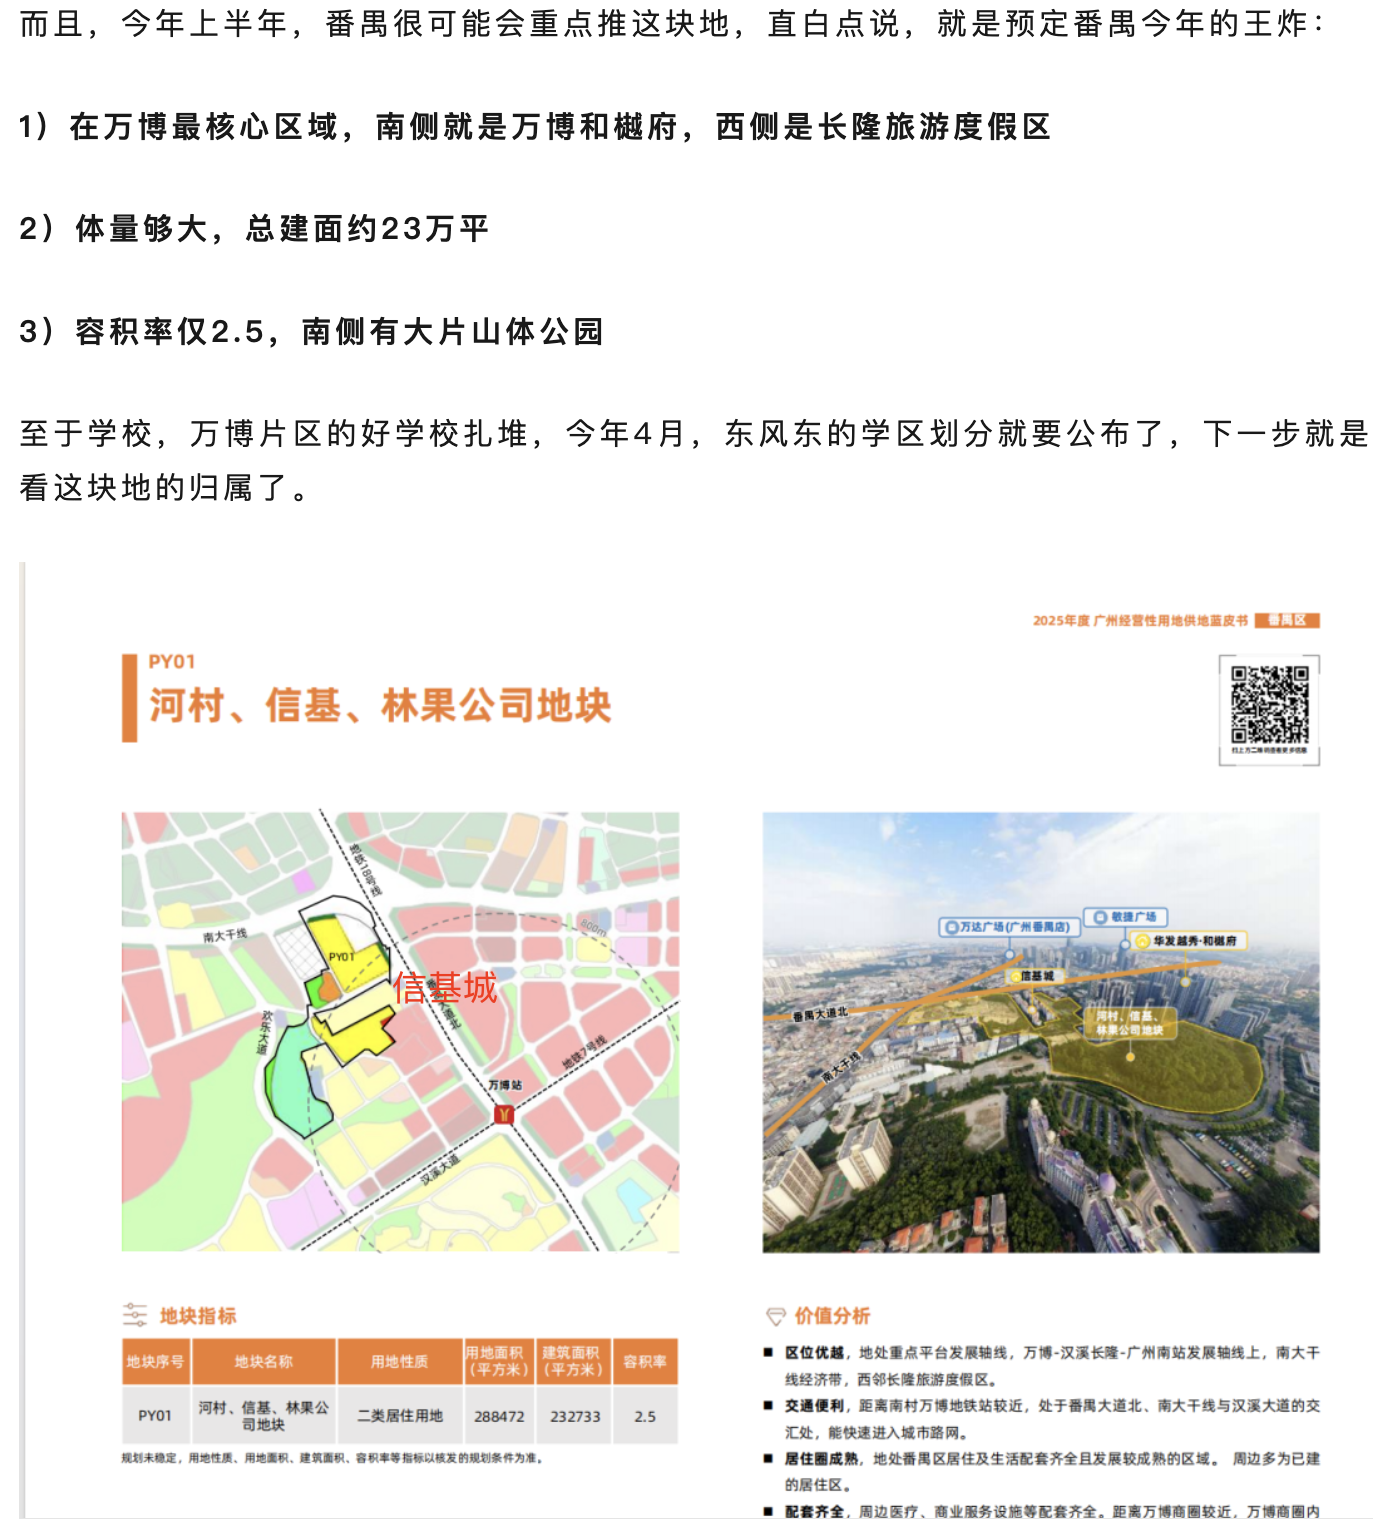 而且，今年上半年，番禺很可能会重点推这块地，直白点说，就是预定番禺今年的王炸：
1）在万博最核心区域，南侧就是万博和樾府，西侧是长隆旅游度假区
2）体量够大，总建面约23万平
3）容积率仅2.5，南侧有大片山体公园
至于学校，万博片区的好学校扎堆，今年4月，东风东的学区划分就要公布了，下一步就是
看这块地的归属了。
2025年度 广州经营性用地供地蓝皮书 番禺区
PY01
河村、信基、林果公司地块
扫上方二维码查看更多信息
地铁18号线
南大干线
800m
PY01
信基城
番禺大道北
欢乐大道
地铁7号线
万博站
汉溪大道
万达广场(广州番禺店)
敏捷广场
华发越秀·和樾府
信基城
番禺大道北
河村、信基、
林果公司地块
南大干线
地块指标
地块序号 地块名称 用地性质 用地面积（平方米） 建筑面积（平方米） 容积率
PY01 河村、信基、林果公司地块 二类居住用地 288472 232733 2.5
规划未稳定，用地性质、用地面积、建筑面积、容积率等指标以核发的规划条件为准。
价值分析
■ 区位优越，地处重点平台发展轴线，万博-汉溪长隆-广州南站发展轴线上，南大干
线经济带，西邻长隆旅游度假区。
■ 交通便利，距离南村万博地铁站较近，处于番禺大道北、南大干线与汉溪大道的交
汇处，能快速进入城市路网。
■ 居住圈成熟，地处番禺区居住及生活配套齐全且发展较成熟的区域。 周边多为已建
的居住区。
■ 配套齐全，周边医疗、商业服务设施等配套齐全。距离万博商圈较近，万博商圈内